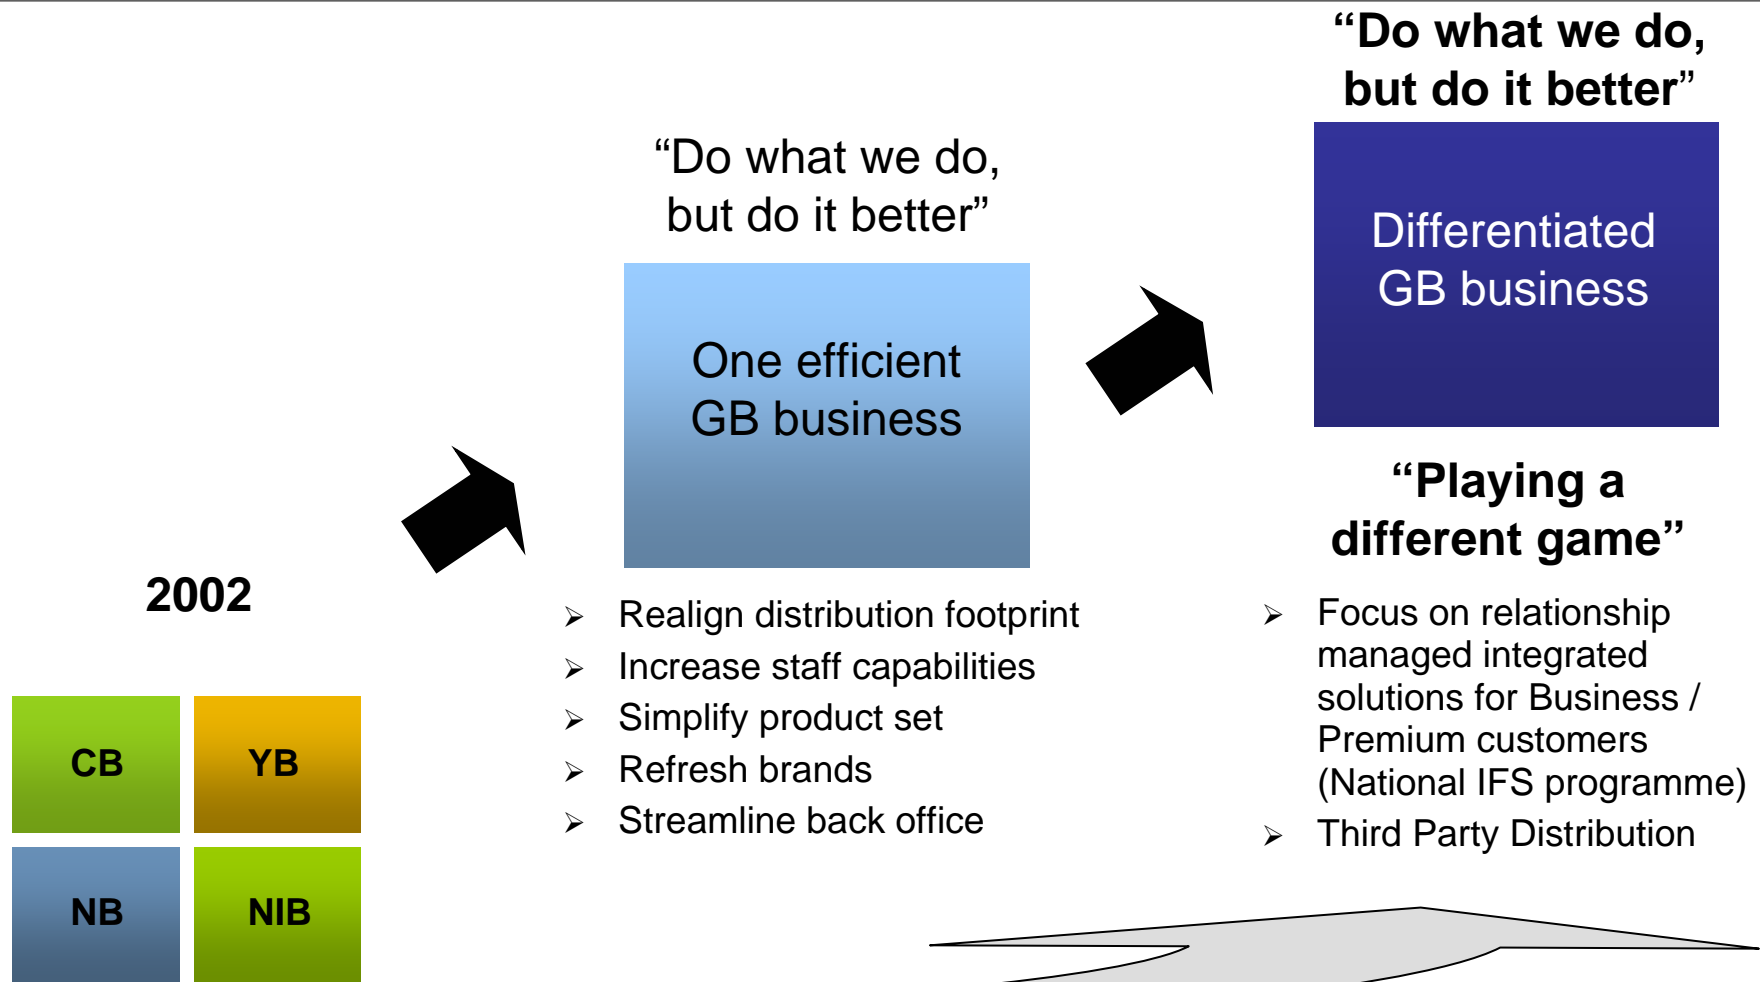 2002
CB
YB
NB
NIB
“Do what we do,
but do it better”
One efficient
GB business
➢ Realign distribution footprint
➢ Increase staff capabilities
➢ Simplify product set
➢ Refresh brands
➢ Streamline back office
“Do what we do,
but do it better”
Differentiated
GB business
“Playing a
different game”
➢ Focus on relationship
managed integrated
solutions for Business /
Premium customers
(National IFS programme)
➢ Third Party Distribution